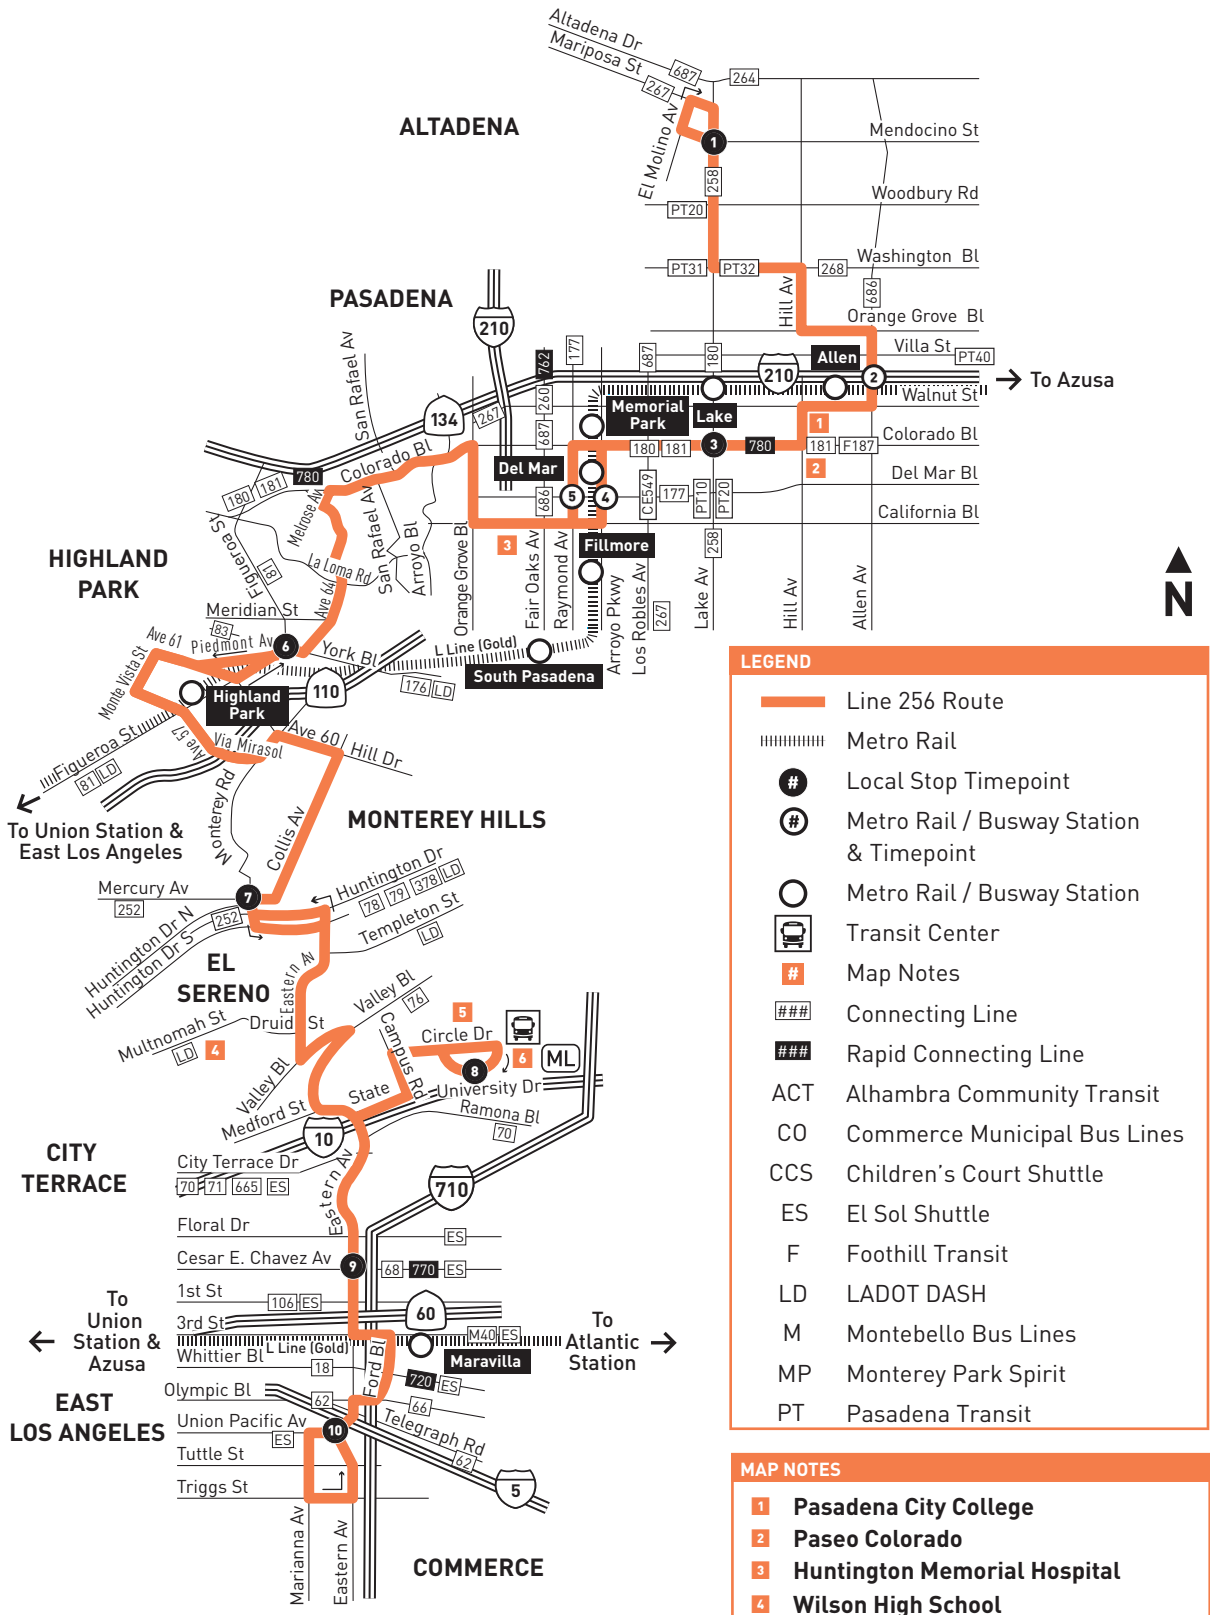 Altadena Dr
Mariposa St
687
264
267
ALTADENA
El Molino Av
Mendocino St
1
258
Woodbury Rd
PT20
Washington Bl
PT31
PT32
268
PASADENA
Hill Av
686
210
Orange Grove Bl
San Rafael Av
177
687
180
Villa St
PT40
Allen
762
210
2
To Azusa
Walnut St
134
267
260
Memorial
Park
Lake
1
Colorado Bl
687
180
181
3
780
181
F187
Colorado Bl
Del Mar
2
Del Mar Bl
780
181
180
Melrose Av
San Rafael Av
Arroyo Bl
686
5
4
CE549
177
PT10
PT20
California Bl
Figueroa St
HIGHLAND
PARK
81
La Loma Rd
Orange Grove Bl
3
Fair Oaks Av
Raymond Av
Fillmore
258
N
Ave 64
Arroyo Pkwy
Los Robles Av
267
Lake Av
Hill Av
Allen Av
Meridian St
83
Ave 61
Piedmont Av
6
York Bl
L Line (Gold)
South Pasadena
176
LD
Monte Vista St
Highland
Park
110
Figueroa St
81
LD
Ave 57
Via Mirasol
Ave 60
Hill Dr
To Union Station &
East Los Angeles
Monterey Rd
Collis Av
MONTEREY HILLS
Mercury Av
252
7
Huntington Dr
78
79
378
LD
252
Huntington Dr N
Huntington Dr S
Templeton St
LD
EL
SERENO
Eastern Av
Valley Bl
76
Multnomah St
LD
4
Druid St
Campus Rd
5
Circle Dr
6
ML
8
University Dr
Valley Bl
State
Medford St
Ramona Bl
70
10
CITY
TERRACE
City Terrace Dr
70
71
665
ES
Eastern Av
710
Floral Dr
ES
Cesar E. Chavez Av
9
68
770
ES
1st St
106
ES
60
3rd St
To
Union
Station &
Azusa
L Line (Gold)
M40
ES
To
Atlantic
Station
Maravilla
Whittier Bl
18
Ford Bl
720
ES
Olympic Bl
62
66
EAST
LOS ANGELES
Union Pacific Av
ES
10
Telegraph Rd
62
Tuttle St
5
Triggs St
Marianna Av
Eastern Av
COMMERCE
LEGEND
Line 256 Route
Metro Rail
# Local Stop Timepoint
# Metro Rail / Busway Station
& Timepoint
Metro Rail / Busway Station
Transit Center
# Map Notes
### Connecting Line
### Rapid Connecting Line
ACT Alhambra Community Transit
CO Commerce Municipal Bus Lines
CCS Children's Court Shuttle
ES El Sol Shuttle
F Foothill Transit
LD LADOT DASH
M Montebello Bus Lines
MP Monterey Park Spirit
PT Pasadena Transit
MAP NOTES
1 Pasadena City College
2 Paseo Colorado
3 Huntington Memorial Hospital
4 Wilson High School